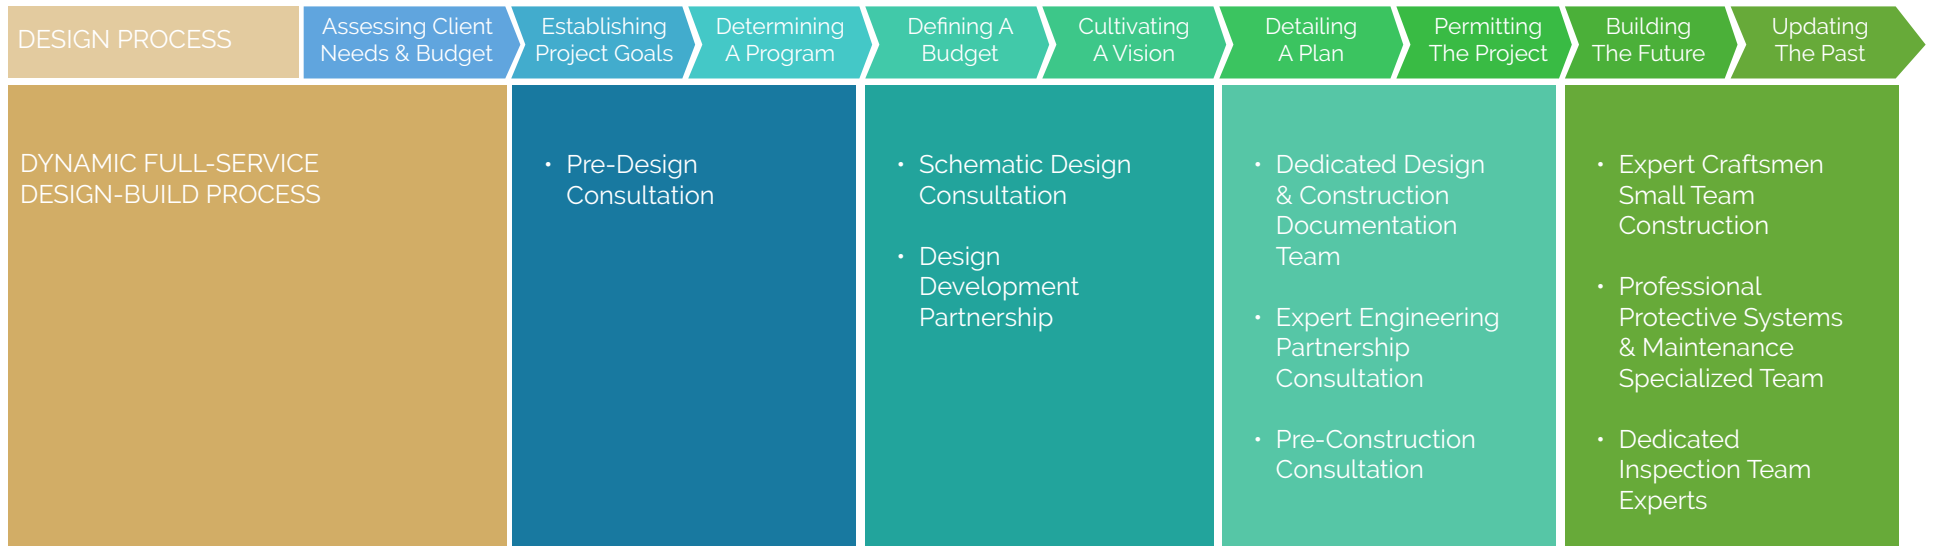 DESIGN PROCESS
Assessing Client
Needs & Budget
Establishing
Project Goals
Determining
A Program
Defining A
Budget
Cultivating
A Vision
Detailing
A Plan
Permitting
The Project
Building
The Future
Updating
The Past
DYNAMIC FULL-SERVICE
DESIGN-BUILD PROCESS
• Pre-Design
Consultation
• Schematic Design
Consultation
• Design
Development
Partnership
• Dedicated Design
& Construction
Documentation
Team
• Expert Engineering
Partnership
Consultation
• Pre-Construction
Consultation
• Expert Craftsmen
Small Team
Construction
• Professional
Protective Systems
& Maintenance
Specialized Team
• Dedicated
Inspection Team
Experts